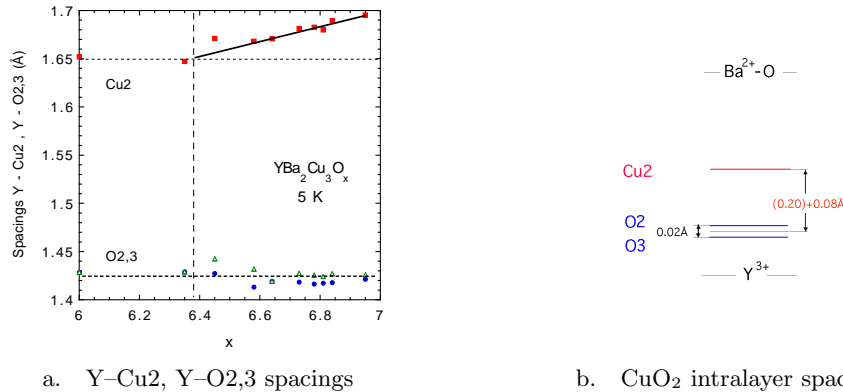 Spacings Y - Cu2 , Y - O2,3 (Å)
1.7
1.65
1.6
1.55
1.5
1.45
1.4
Cu2
YBa2Cu3Ox
5 K
O2,3
6
6.2
6.4
6.6
6.8
7
x
a. Y–Cu2, Y–O2,3 spacings
Ba2+-O
Cu2
(0.20)+0.08Å
O2
0.02Å
O3
Y3+
b. CuO2 intralayer spac